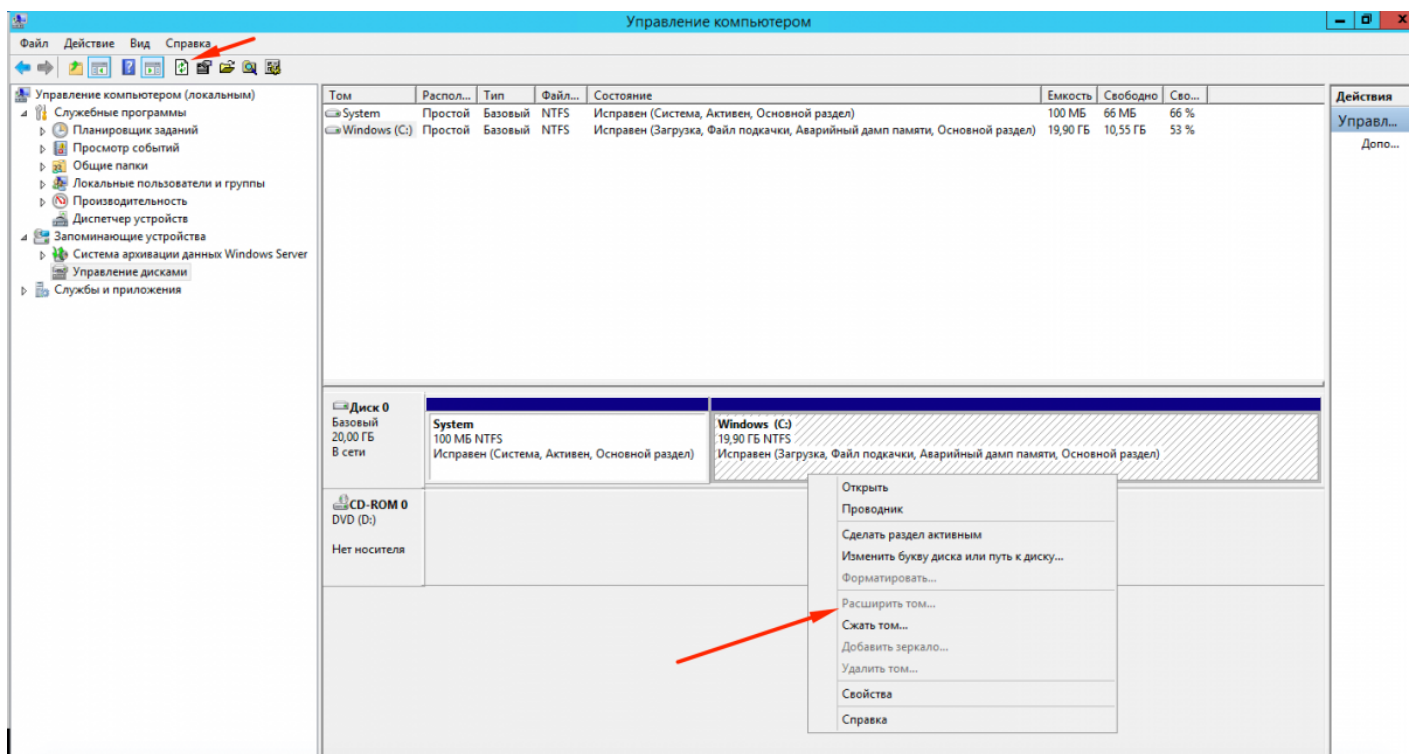 Управление компьютером
Файл Действие Вид Справка
Управление компьютером (локальным)
Служебные программы
Планировщик заданий
Просмотр событий
Общие папки
Локальные пользователи и группы
Производительность
Диспетчер устройств
Запоминающие устройства
Система архивации данных Windows Server
Управление дисками
Службы и приложения
Том Распол... Тип Файл... Состояние Емкость Свободно Сво...
System Простой Базовый NTFS Исправен (Система, Активен, Основной раздел) 100 МБ 66 МБ 66 %
Windows (C:) Простой Базовый NTFS Исправен (Загрузка, Файл подкачки, Аварийный дамп памяти, Основной раздел) 19,90 ГБ 10,55 ГБ 53 %
Действия
Управл...
Допо...
Диск 0
Базовый
20,00 ГБ
В сети
System
100 МБ NTFS
Исправен (Система, Активен, Основной раздел)
Windows (C:)
19,90 ГБ NTFS
Исправен (Загрузка, Файл подкачки, Аварийный дамп памяти, Основной раздел)
CD-ROM 0
DVD (D:)
Нет носителя
Открыть
Проводник
Сделать раздел активным
Изменить букву диска или путь к диску...
Форматировать...
Расширить том...
Сжать том...
Добавить зеркало...
Удалить том...
Свойства
Справка